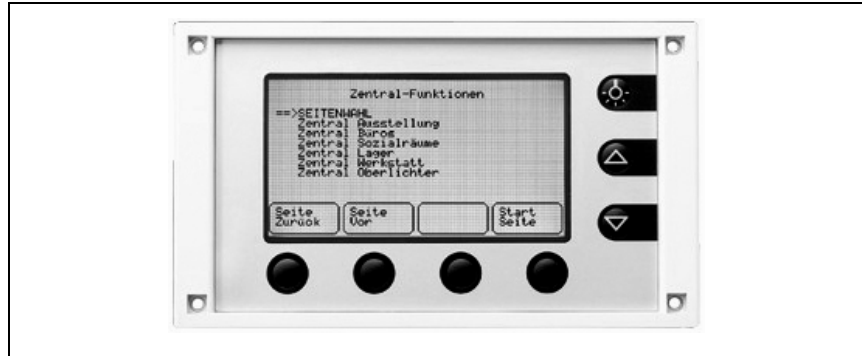 Zentral-Funktionen
==>SEITENWAHL
Zentral Ausstellung
Zentral Büros
Zentral Sozialräume
Zentral Lager
Zentral Werkstatt
Zentral Oberlichter
Seite Zurück
Seite Vor
Start Seite